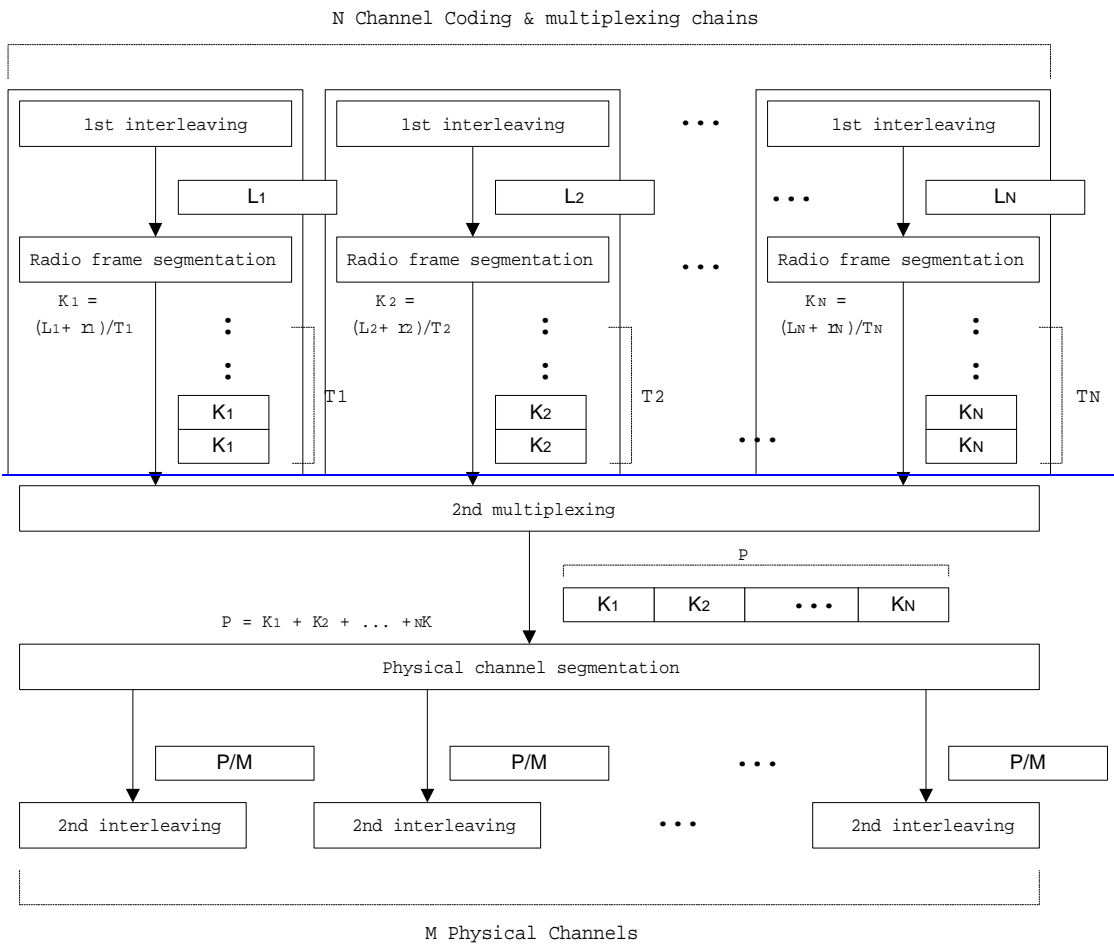 N Channel Coding & multiplexing chains
1st interleaving 1st interleaving ... 1st interleaving
L1 L2 ... LN
Radio frame segmentation Radio frame segmentation ... Radio frame segmentation
K1 = K2 = KN =
(L1+ r1)/T1 (L2+ r2)/T2 (LN+ rN)/TN
T1 T2 TN
K1 K2 KN
K1 K2 ... KN
2nd multiplexing
P
K1 K2 ... KN
P = K1 + K2 + ... +NK
Physical channel segmentation
P/M P/M ... P/M
2nd interleaving 2nd interleaving ... 2nd interleaving
M Physical Channels